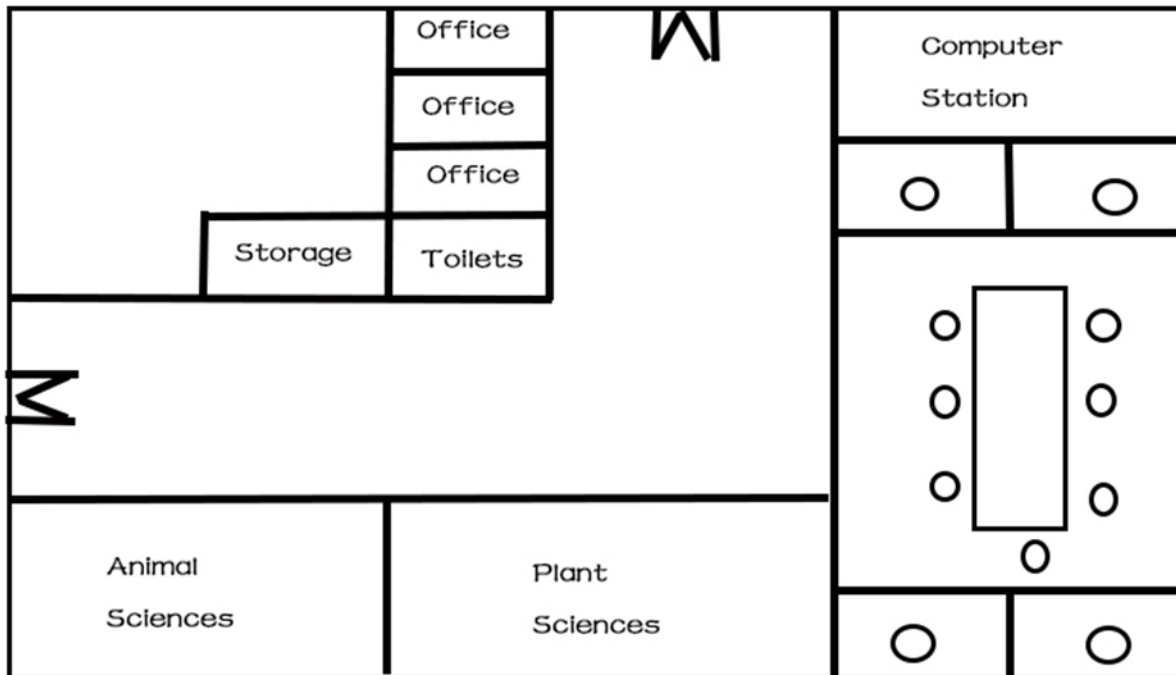 Office
Office
Office
Storage
Toilets
Computer
Station
Animal
Sciences
Plant
Sciences